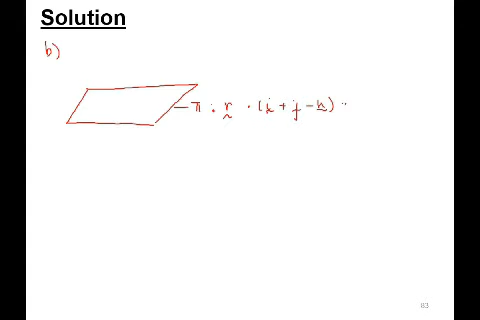 Solution
b)
π : r · (i + j - k) =
83